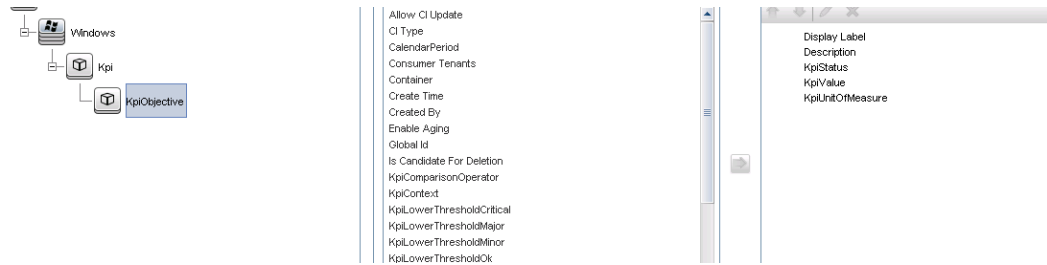 Windows
Kpi
KpiObjective
Allow CI Update
CI Type
CalendarPeriod
Consumer Tenants
Container
Create Time
Created By
Enable Aging
Global Id
Is Candidate For Deletion
KpiComparisonOperator
KpiContext
KpiLowerThresholdCritical
KpiLowerThresholdMajor
KpiLowerThresholdMinor
KpiLowerThresholdOk
Display Label
Description
KpiStatus
KpiValue
KpiUnitOfMeasure